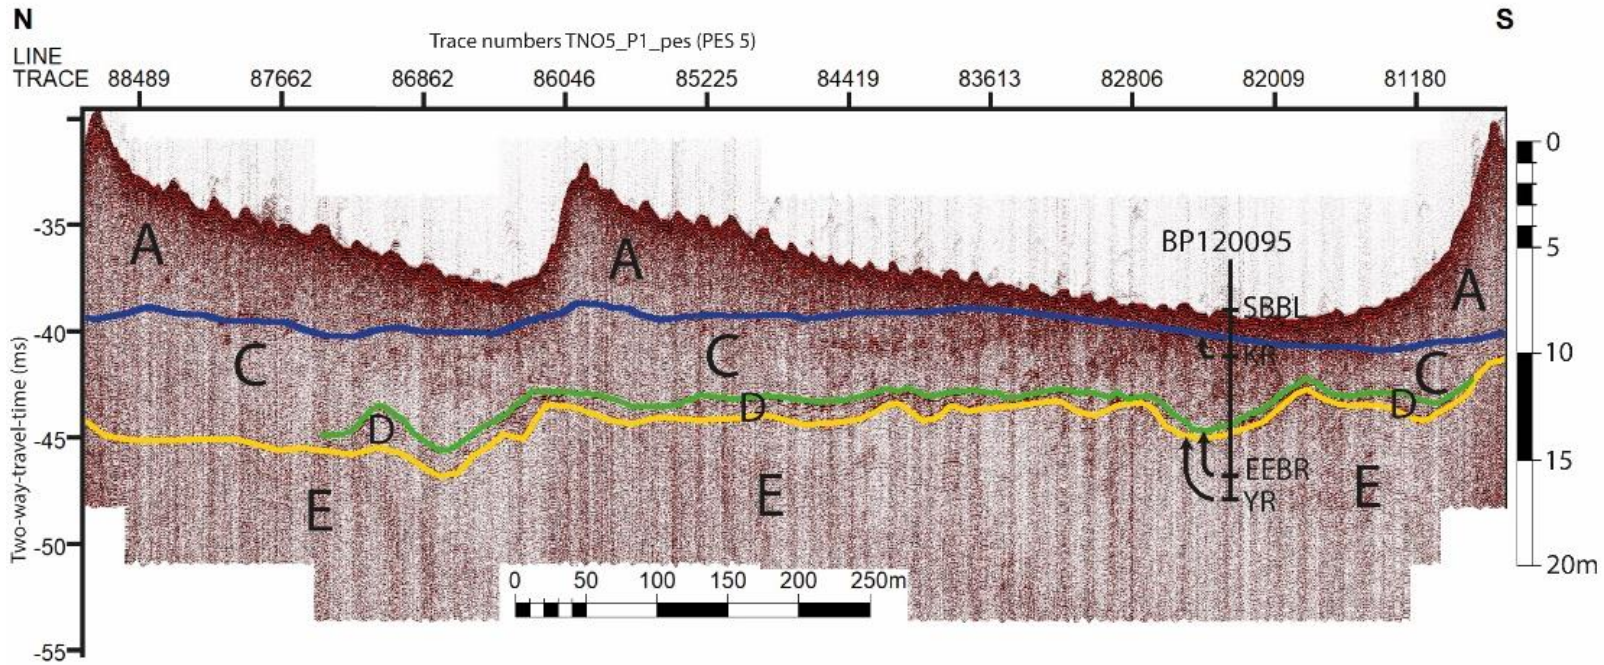 N S
Trace numbers TNO5_P1_pes (PES 5)
LINE
TRACE 88489 87662 86862 86046 85225 84419 83613 82806 82009 81180
0
-35
A A BP120095 5
SBBL A
-40
KR 10
C C C
D D D
-45
15
EEBR
E E E
YR
-50
20m
0 50 100 150 200 250m
-55
Two-way-travel-time (ms)